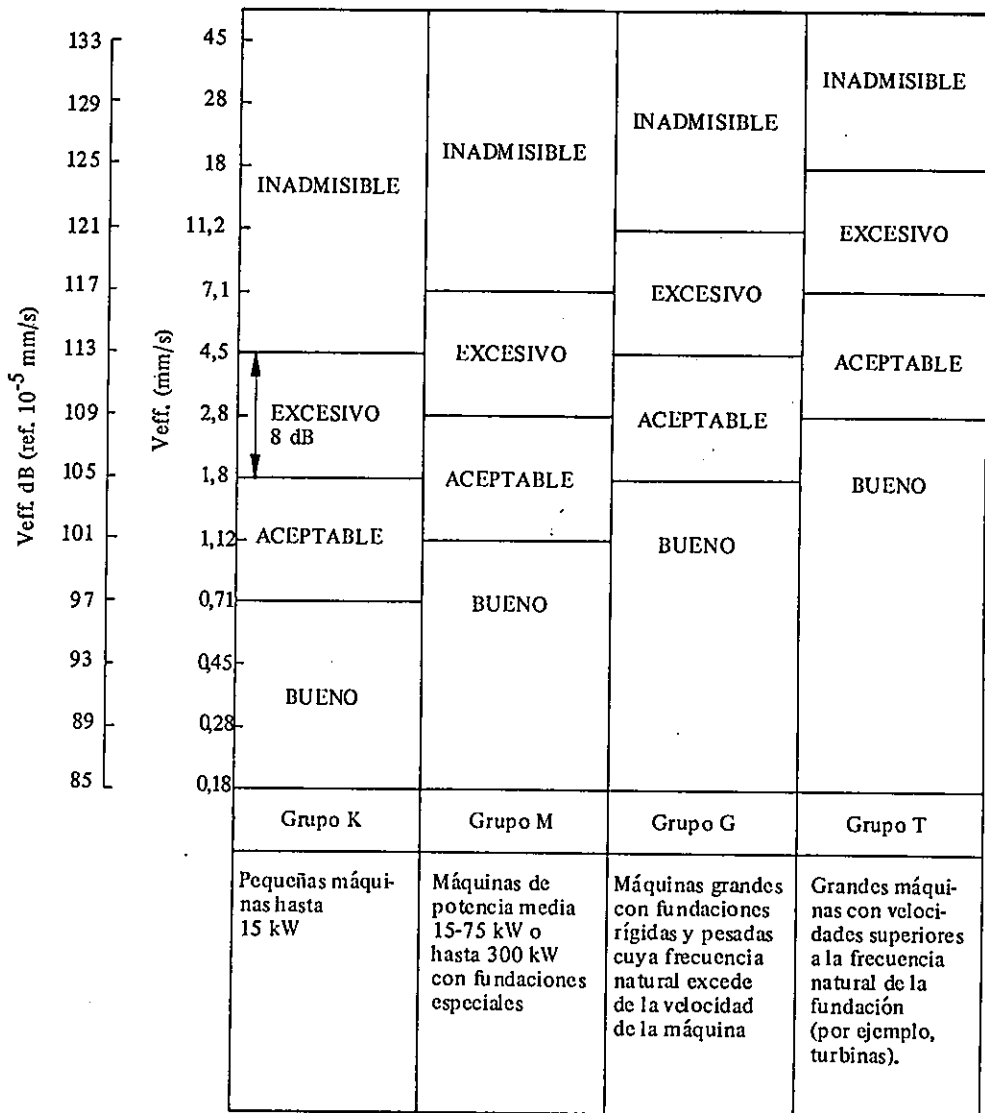 Veff. dB (ref. 10⁻⁵ mm/s)
133
129
125
121
117
113
109
105
101
97
93
89
85
Veff. (mm/s)
45
28
18
11,2
7,1
4,5
2,8
1,8
1,12
0,71
0,45
0,28
0,18
INADMISIBLE
EXCESIVO
8 dB
ACEPTABLE
BUENO
Grupo K
Pequeñas máqui-
nas hasta
15 kW
INADMISIBLE
EXCESIVO
ACEPTABLE
BUENO
Grupo M
Máquinas de
potencia media
15-75 kW o
hasta 300 kW
con fundaciones
especiales
INADMISIBLE
EXCESIVO
ACEPTABLE
BUENO
Grupo G
Máquinas grandes
con fundaciones
rígidas y pesadas
cuya frecuencia
natural excede
de la velocidad
de la máquina
INADMISIBLE
EXCESIVO
ACEPTABLE
BUENO
Grupo T
Grandes máqui-
nas con veloci-
dades superiores
a la frecuencia
natural de la
fundación
(por ejemplo,
turbinas).